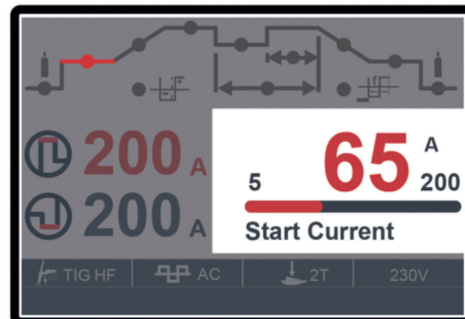 200 A
200 A
65 A
5 200
Start Current
TIG HF AC 2T 230V